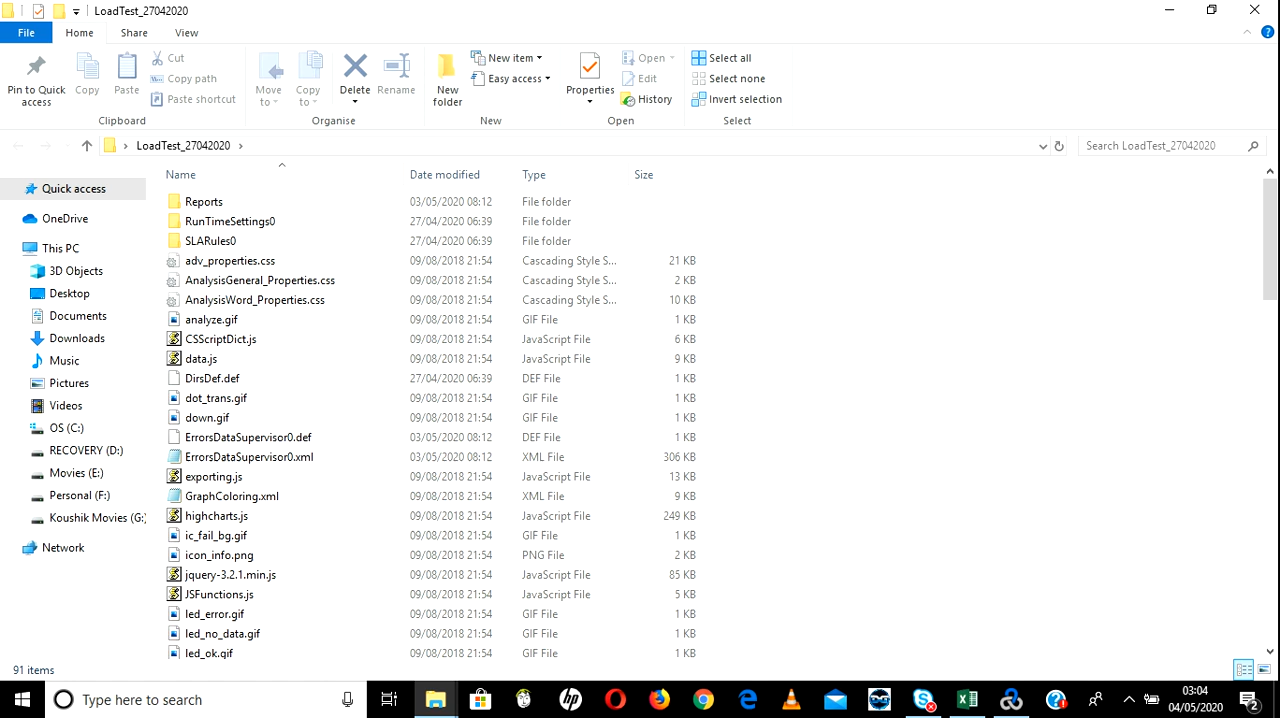 LoadTest_27042020
File Home Share View
Pin to Quick access
Copy
Paste
Cut
Copy path
Paste shortcut
Clipboard
Move to
Copy to
Delete
Rename
Organise
New folder
New item
Easy access
New
Properties
Open
Edit
History
Open
Select all
Select none
Invert selection
Select
LoadTest_27042020
Search LoadTest_27042020
Quick access
OneDrive
This PC
3D Objects
Desktop
Documents
Downloads
Music
Pictures
Videos
OS (C:)
RECOVERY (D:)
Movies (E:)
Personal (F:)
Koushik Movies (G:)
Network
Name Date modified Type Size
Reports 03/05/2020 08:12 File folder
RunTimeSettings0 27/04/2020 06:39 File folder
SLARules0 27/04/2020 06:39 File folder
adv_properties.css 09/08/2018 21:54 Cascading Style S... 21 KB
AnalysisGeneral_Properties.css 09/08/2018 21:54 Cascading Style S... 2 KB
AnalysisWord_Properties.css 09/08/2018 21:54 Cascading Style S... 10 KB
analyze.gif 09/08/2018 21:54 GIF File 1 KB
CSScriptDict.js 09/08/2018 21:54 JavaScript File 6 KB
data.js 09/08/2018 21:54 JavaScript File 9 KB
DirsDef.def 27/04/2020 06:39 DEF File 1 KB
dot_trans.gif 09/08/2018 21:54 GIF File 1 KB
down.gif 09/08/2018 21:54 GIF File 1 KB
ErrorsDataSupervisor0.def 03/05/2020 08:12 DEF File 1 KB
ErrorsDataSupervisor0.xml 03/05/2020 08:12 XML File 306 KB
exporting.js 09/08/2018 21:54 JavaScript File 13 KB
GraphColoring.xml 09/08/2018 21:54 XML File 9 KB
highcharts.js 09/08/2018 21:54 JavaScript File 249 KB
ic_fail_bg.gif 09/08/2018 21:54 GIF File 1 KB
icon_info.png 09/08/2018 21:54 PNG File 2 KB
jquery-3.2.1.min.js 09/08/2018 21:54 JavaScript File 85 KB
JSFunctions.js 09/08/2018 21:54 JavaScript File 5 KB
led_error.gif 09/08/2018 21:54 GIF File 1 KB
led_no_data.gif 09/08/2018 21:54 GIF File 1 KB
led_ok.gif 09/08/2018 21:54 GIF File 1 KB
91 items
Type here to search
hp
03:04
04/05/2020
2